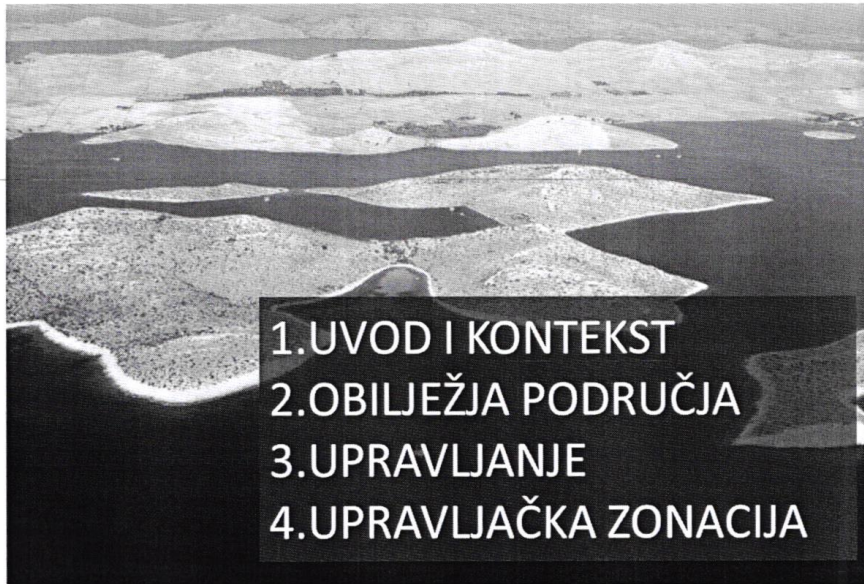 1.UVOD I KONTEKST
2.OBILJEŽJA PODRUČJA
3.UPRAVLJANJE
4.UPRAVLJAČKA ZONACIJA